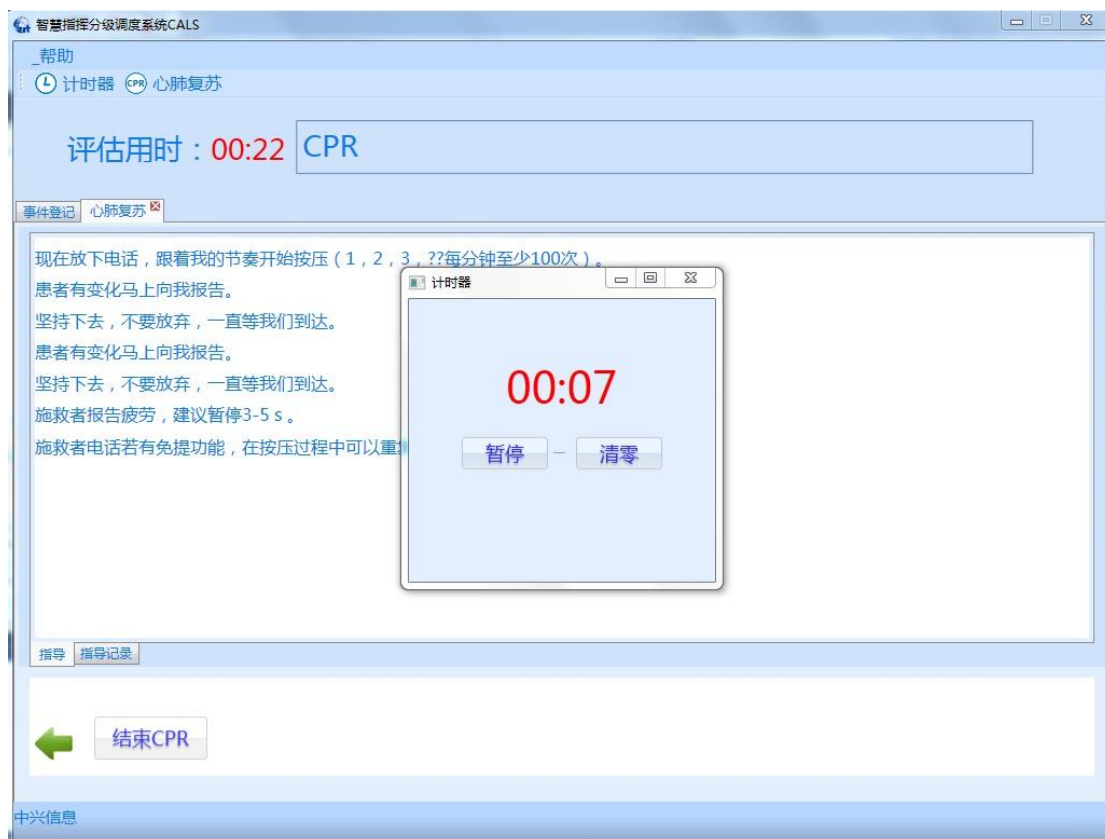 智慧指挥分级调度系统CALS
_帮助
计时器 CPR 心肺复苏
评估用时：00:22 CPR
事件登记 心肺复苏
现在放下电话，跟着我的节奏开始按压（1，2，3，??每分钟至少100次）。
患者有变化马上向我报告。
坚持下去，不要放弃，一直等我们到达。
患者有变化马上向我报告。
坚持下去，不要放弃，一直等我们到达。
施救者报告疲劳，建议暂停3-5 s。
施救者电话若有免提功能，在按压过程中可以重
计时器
00:07
暂停 — 清零
指导 指导记录
结束CPR
中兴信息